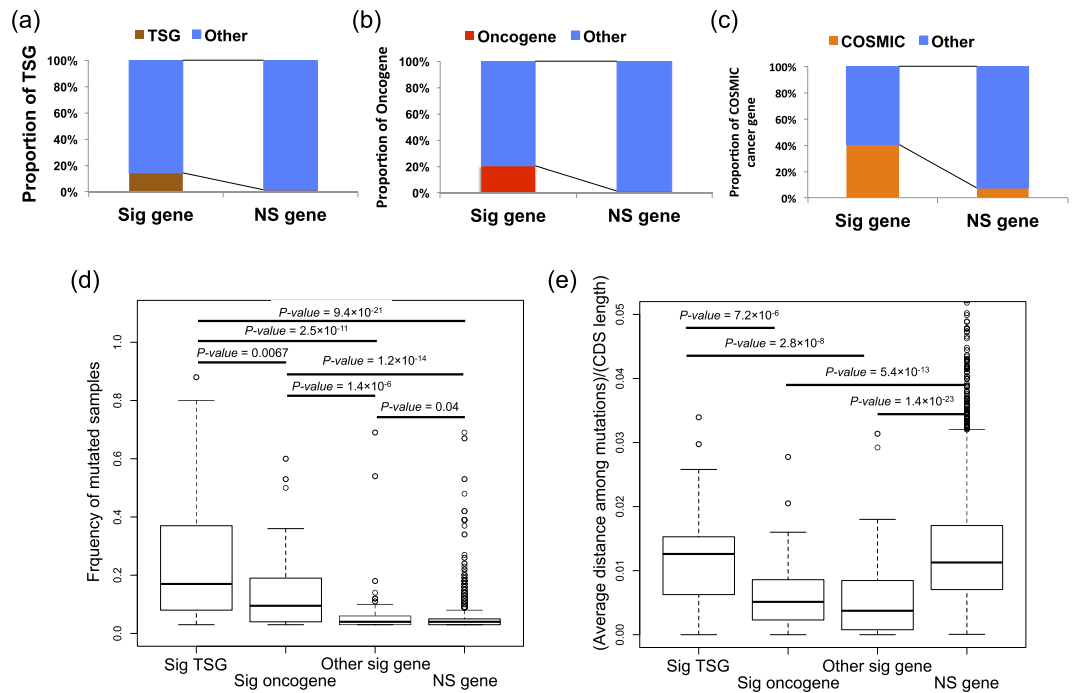 (a)
TSG Other
Proportion of TSG
100%
80%
60%
40%
20%
0%
Sig gene NS gene
(b)
Oncogene Other
Proportion of Oncogene
100%
80%
60%
40%
20%
0%
Sig gene NS gene
(c)
COSMIC Other
Proportion of COSMIC
cancer gene
100%
80%
60%
40%
20%
0%
Sig gene NS gene
(d)
Frquency of mutated samples
1.0
0.8
0.6
0.4
0.2
0.0
P-value = 9.4×10-21
P-value = 2.5×10-11
P-value = 0.0067
P-value = 1.2×10-14
P-value = 1.4×10-6
P-value = 0.04
Sig TSG
Sig oncogene
Other sig gene
NS gene
(e)
(Average distance among mutations)/(CDS length)
0.05
0.04
0.03
0.02
0.01
0.00
P-value = 7.2×10-6
P-value = 2.8×10-8
P-value = 5.4×10-13
P-value = 1.4×10-23
Sig TSG
Sig oncogene
Other sig gene
NS gene